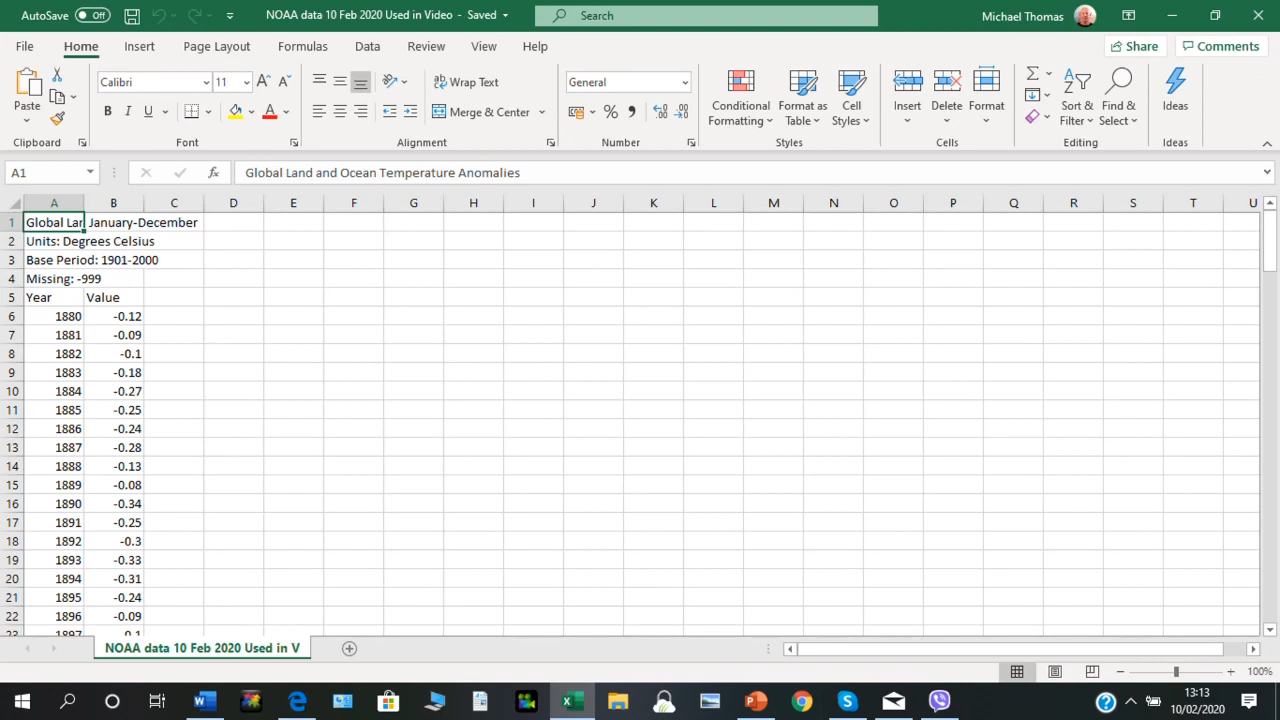 AutoSave Off NOAA data 10 Feb 2020 Used in Video - Saved Search Michael Thomas
File Home Insert Page Layout Formulas Data Review View Help Share Comments
Paste Calibri 11 Wrap Text General Conditional Formatting Format as Table Cell Styles Insert Delete Format Sort & Filter Find & Select Ideas
B I U A Merge & Center % ,
Clipboard Font Alignment Number Styles Cells Editing Ideas
A1 fx Global Land and Ocean Temperature Anomalies
A B C D E F G H I J K L M N O P Q R S T U
1 Global Lar January-December
2 Units: Degrees Celsius
3 Base Period: 1901-2000
4 Missing: -999
5 Year Value
6 1880 -0.12
7 1881 -0.09
8 1882 -0.1
9 1883 -0.18
10 1884 -0.27
11 1885 -0.25
12 1886 -0.24
13 1887 -0.28
14 1888 -0.13
15 1889 -0.08
16 1890 -0.34
17 1891 -0.25
18 1892 -0.3
19 1893 -0.33
20 1894 -0.31
21 1895 -0.24
22 1896 -0.09
23 1897 -0.1
NOAA data 10 Feb 2020 Used in V
100%
13:13
10/02/2020